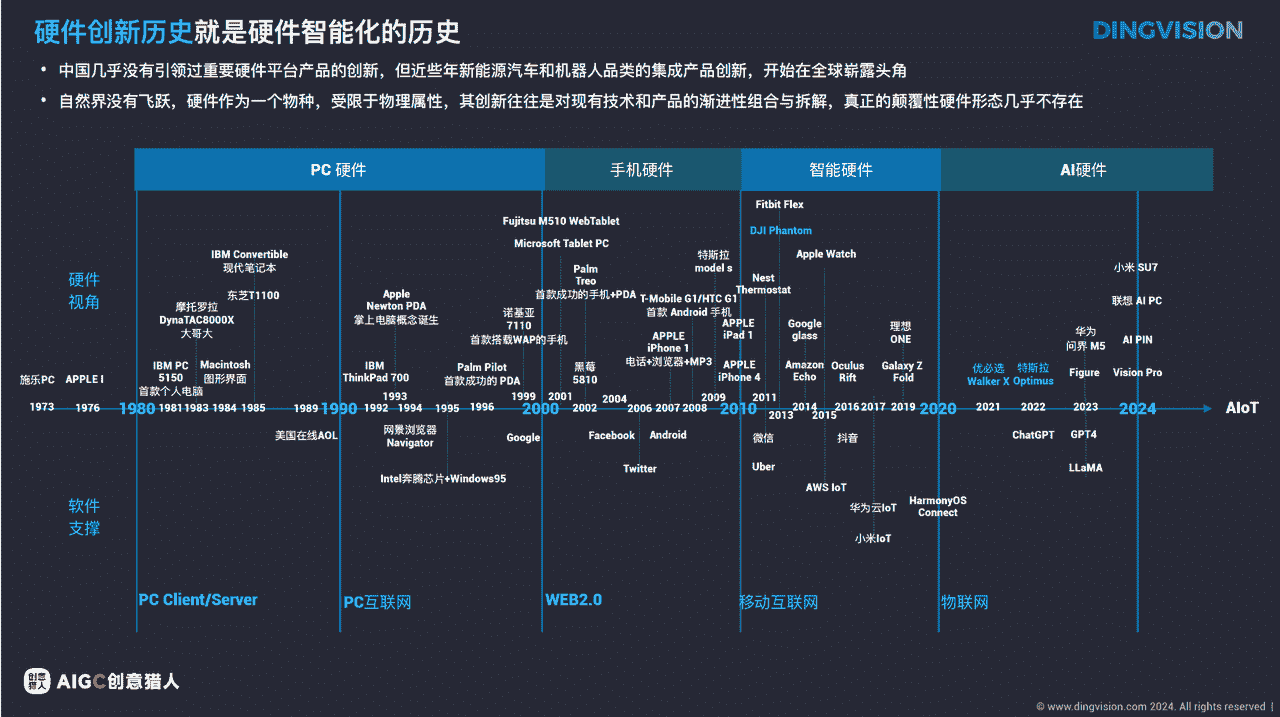 硬件创新历史就是硬件智能化的历史
DINGVISION
• 中国几乎没有引领过重要硬件平台产品的创新，但近些年新能源汽车和机器人品类的集成产品创新，开始在全球崭露头角
• 自然界没有飞跃，硬件作为一个物种，受限于物理属性，其创新往往是对现有技术和产品的渐进性组合与拆解，真正的颠覆性硬件形态几乎不存在
PC 硬件
手机硬件
智能硬件
AI硬件
硬件
视角
施乐PC
APPLE I
IBM Convertible
现代笔记本
东芝T1100
摩托罗拉
DynaTAC8000X
大哥大
IBM PC
5150
首款个人电脑
Macintosh
图形界面
Apple
Newton PDA
掌上电脑概念诞生
IBM
ThinkPad 700
Fujitsu M510 WebTablet
Microsoft Tablet PC
Palm
Treo
首款成功的手机+PDA
诺基亚
7110
首款搭载WAP的手机
Palm Pilot
首款成功的 PDA
黑莓
5810
特斯拉
model s
T-Mobile G1/HTC G1
首款 Android 手机
APPLE
iPhone 1
电话+浏览器+MP3
APPLE
iPad 1
APPLE
iPhone 4
Fitbit Flex
DJI Phantom
Apple Watch
Nest
Thermostat
Google
glass
Amazon
Echo
Oculus
Rift
理想
ONE
Galaxy Z
Fold
优必选
Walker X
特斯拉
Optimus
华为
问界 M5
Figure
小米 SU7
联想 AI PC
AI PIN
Vision Pro
1973
1976
1980
1981
1983
1984
1985
1989
1990
1992
1993
1994
1995
1996
1999
2000
2001
2002
2004
2006
2007
2008
2009
2010
2011
2013
2014
2015
2016
2017
2019
2020
2021
2022
2023
2024
AIoT
软件
支撑
美国在线AOL
网景浏览器
Navigator
Intel奔腾芯片+Windows95
Google
Facebook
Android
Twitter
微信
Uber
抖音
AWS IoT
华为云IoT
小米IoT
HarmonyOS
Connect
ChatGPT
GPT4
LLaMA
PC Client/Server
PC互联网
WEB2.0
移动互联网
物联网
创意
猎人
AIGC创意猎人
© www.dingvision.com 2024. All rights reserved |